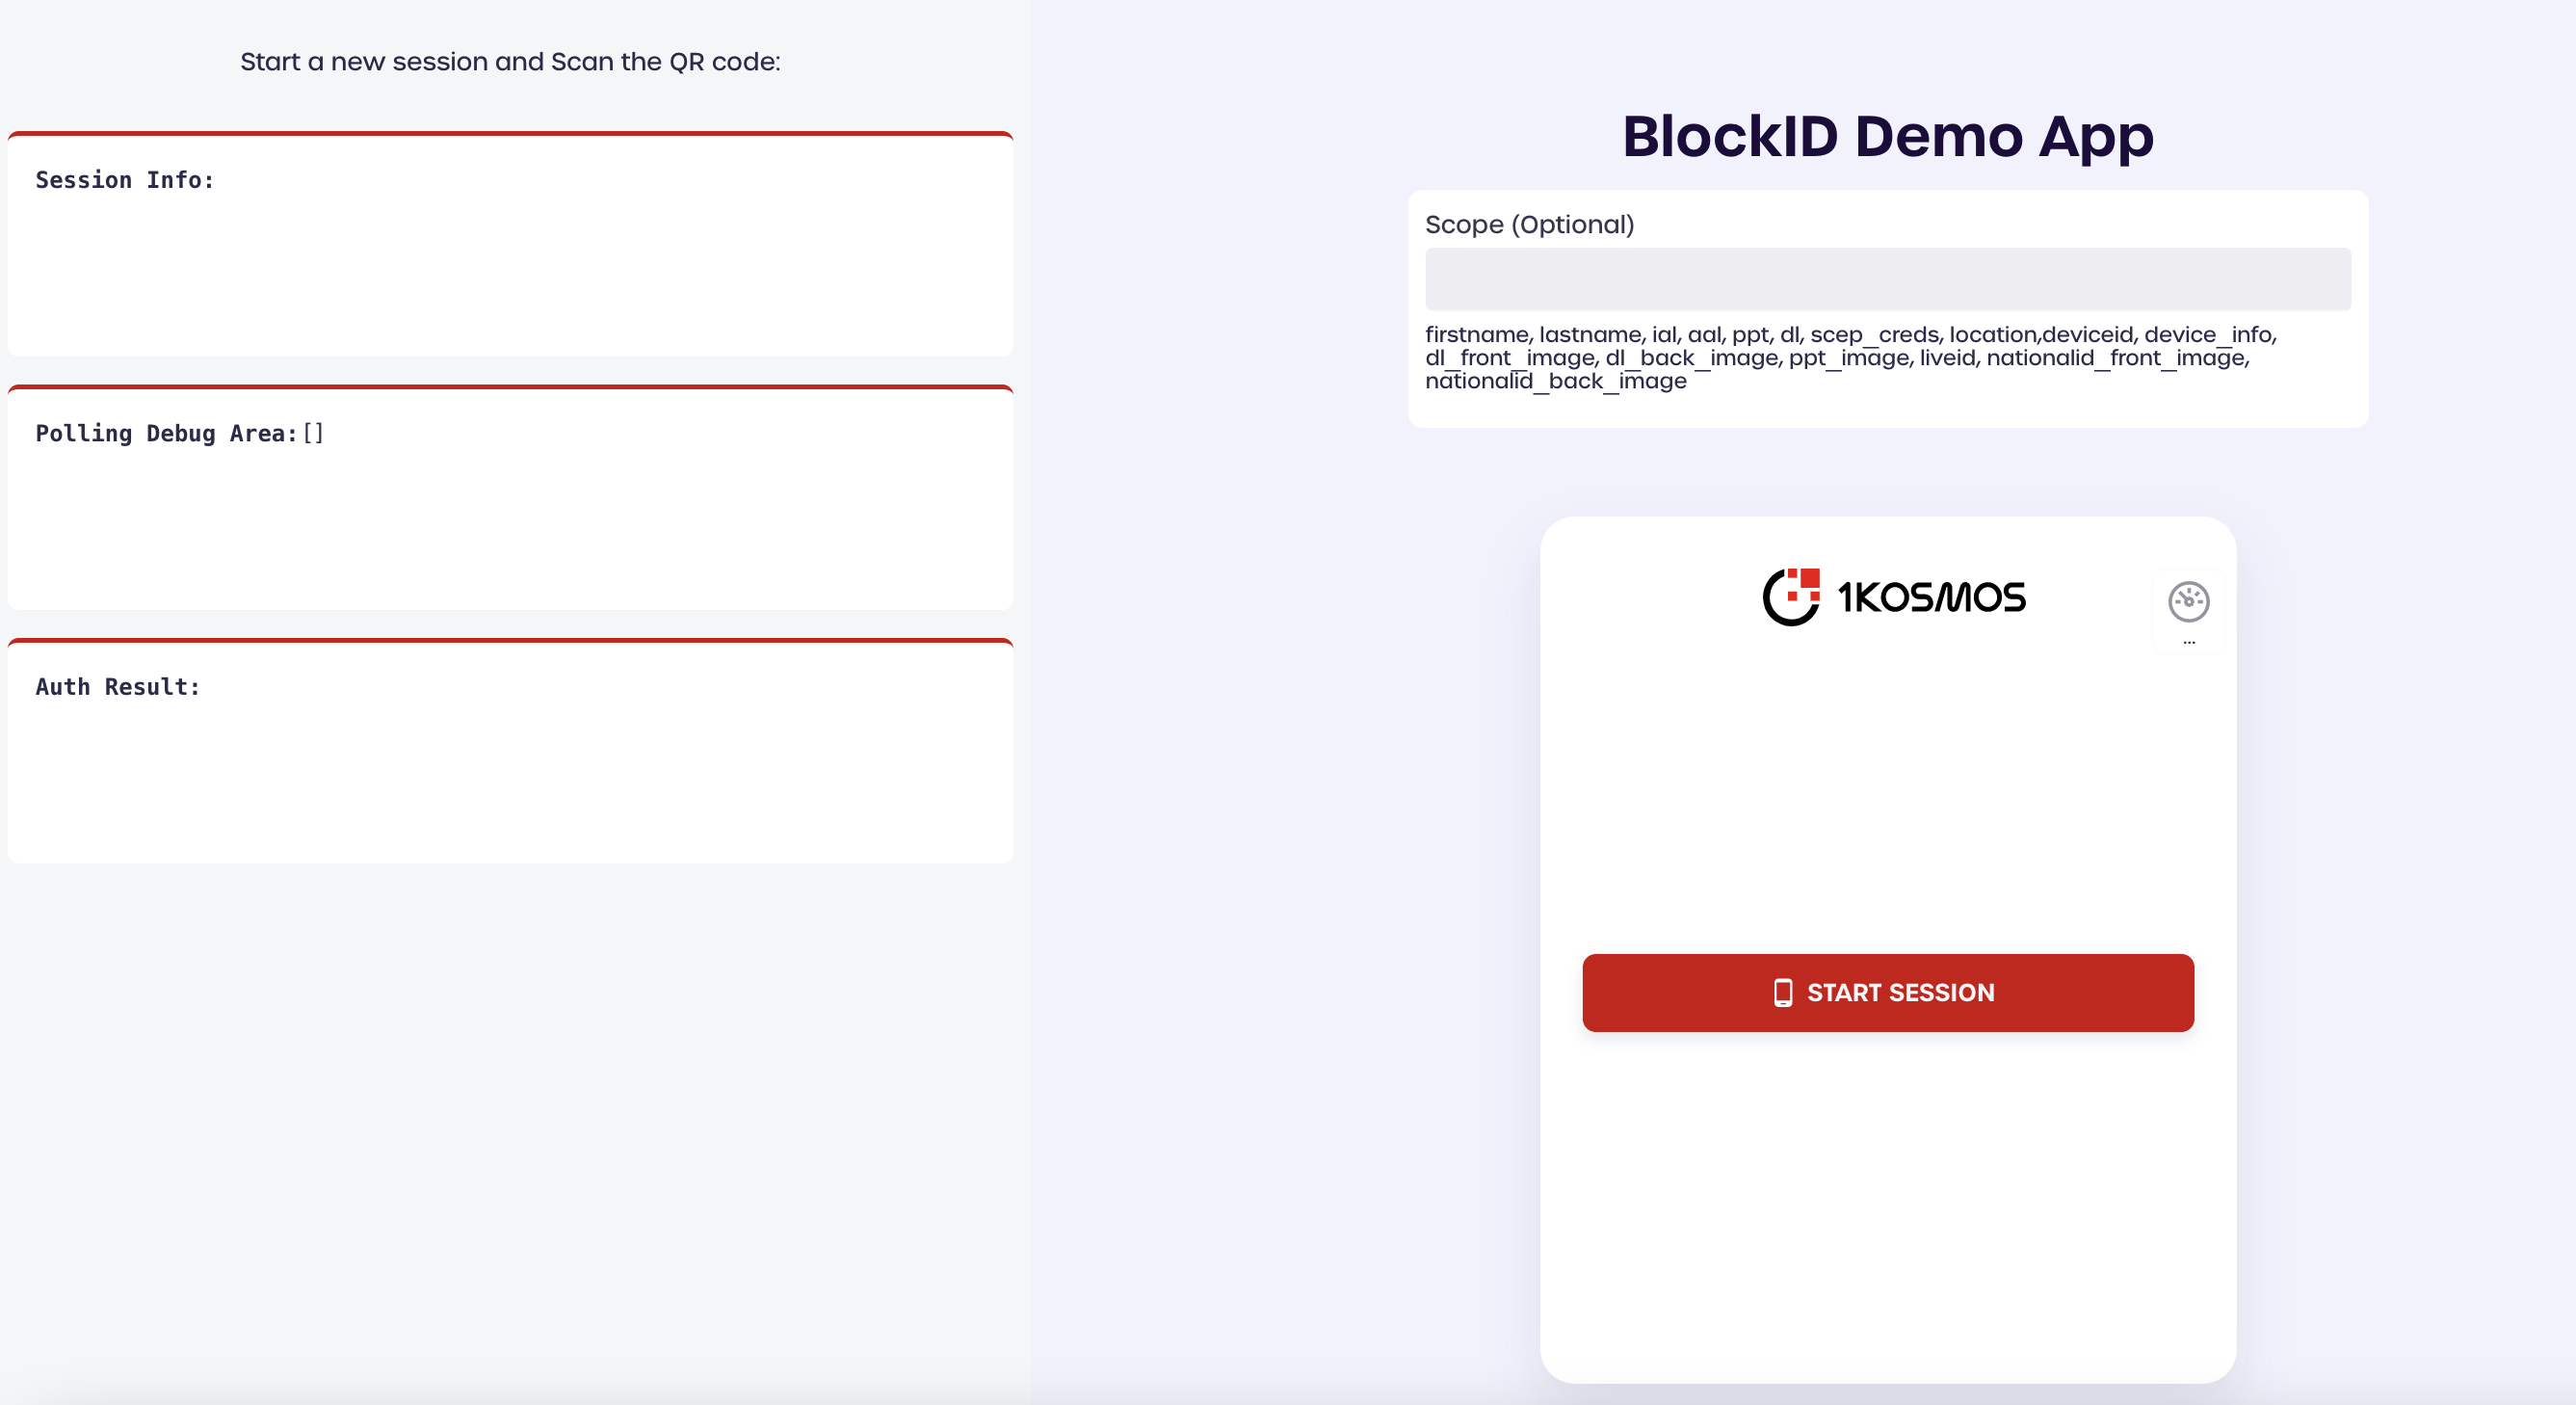 Start a new session and Scan the QR code:
Session Info:
Polling Debug Area:[]
Auth Result:
BlockID Demo App
Scope (Optional)
firstname, lastname, ial, aal, ppt, dl, scep_creds, location,deviceid, device_info,
dl_front_image, dl_back_image, ppt_image, liveid, nationalid_front_image,
nationalid_back_image
1KOSMOS
...
START SESSION